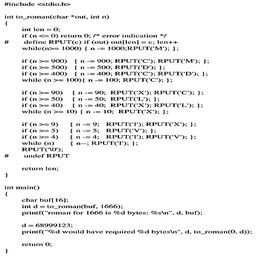 #include <stdio.h>
int to_roman(char *out, int n)
{
int len = 0;
if (n <= 0) return 0; /* error indication */
# define RPUT(c) if (out) out[len] = c; len++
while(n>= 1000) { n -= 1000;RPUT('M'); };
if (n >= 900) { n -= 900; RPUT('C'); RPUT('M'); };
if (n >= 500) { n -= 500; RPUT('D'); };
if (n >= 400) { n -= 400; RPUT('C'); RPUT('D'); };
while (n >= 100){ n -= 100; RPUT('C'); };
if (n >= 90) { n -= 90; RPUT('X'); RPUT('C'); };
if (n >= 50) { n -= 50; RPUT('L'); };
if (n >= 40) { n -= 40; RPUT('X'); RPUT('L'); };
while (n >= 10) { n -= 10; RPUT('X'); };
if (n >= 9) { n -= 9; RPUT('I'); RPUT('X'); };
if (n >= 5) { n -= 5; RPUT('V'); };
if (n >= 4) { n -= 4; RPUT('I'); RPUT('V'); };
while (n) { n--; RPUT('I'); };
RPUT('\0');
# undef RPUT
return len;
}
int main()
{
char buf[16];
int d = to_roman(buf, 1666);
printf("roman for 1666 is %d bytes: %s\n", d, buf);
d = 68999123;
printf("%d would have required %d bytes\n", d, to_roman(0, d));
return 0;
}